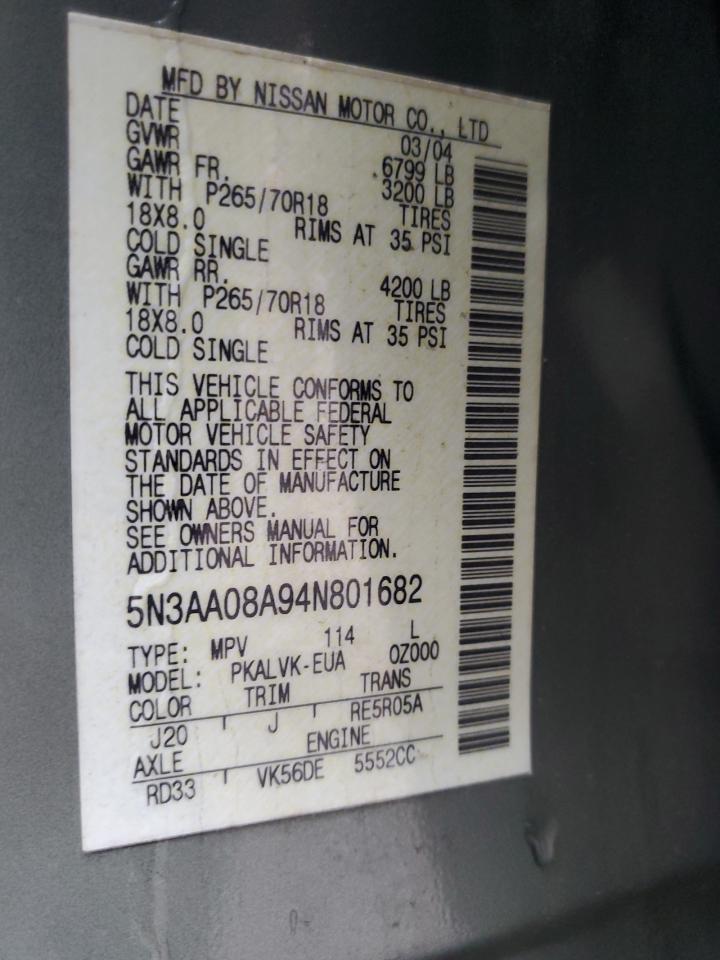 MFD BY NISSAN MOTOR CO., LTD
DATE 03/04
GVWR 6799 LB
GAWR FR. 3200 LB
WITH P265/70R18 TIRES
18X8.0 RIMS AT 35 PSI
COLD SINGLE
GAWR RR. 4200 LB
WITH P265/70R18 TIRES
18X8.0 RIMS AT 35 PSI
COLD SINGLE
THIS VEHICLE CONFORMS TO
ALL APPLICABLE FEDERAL
MOTOR VEHICLE SAFETY
STANDARDS IN EFFECT ON
THE DATE OF MANUFACTURE
SHOWN ABOVE.
SEE OWNERS MANUAL FOR
ADDITIONAL INFORMATION.
5N3AA08A94N801682
TYPE: MPV 114 L
MODEL: PKALVK-EUA 0Z000
COLOR TRIM TRANS
J20 J RE5R05A
AXLE ENGINE
RD33 VK56DE 5552CC